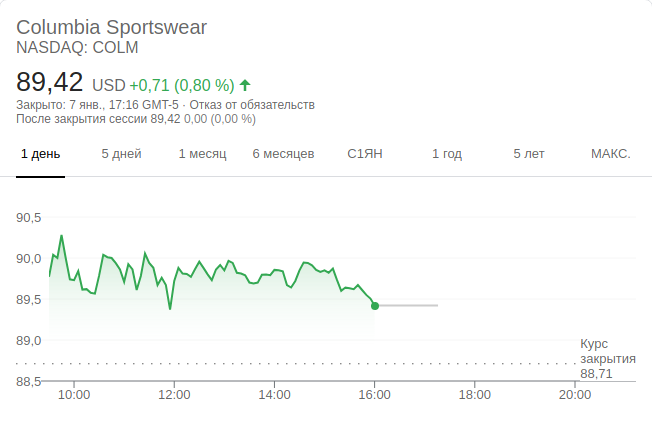 Columbia Sportswear
NASDAQ: COLM
89,42 USD +0,71 (0,80 %)
Закрыто: 7 янв., 17:16 GMT-5 · Отказ от обязательств
После закрытия сессии 89,42 0,00 (0,00 %)
1 день 5 дней 1 месяц 6 месяцев С1ЯН 1 год 5 лет МАКС.
90,5
90,0
89,5
89,0
Курс
закрытия
88,71
88,5
10:00 12:00 14:00 16:00 18:00 20:00